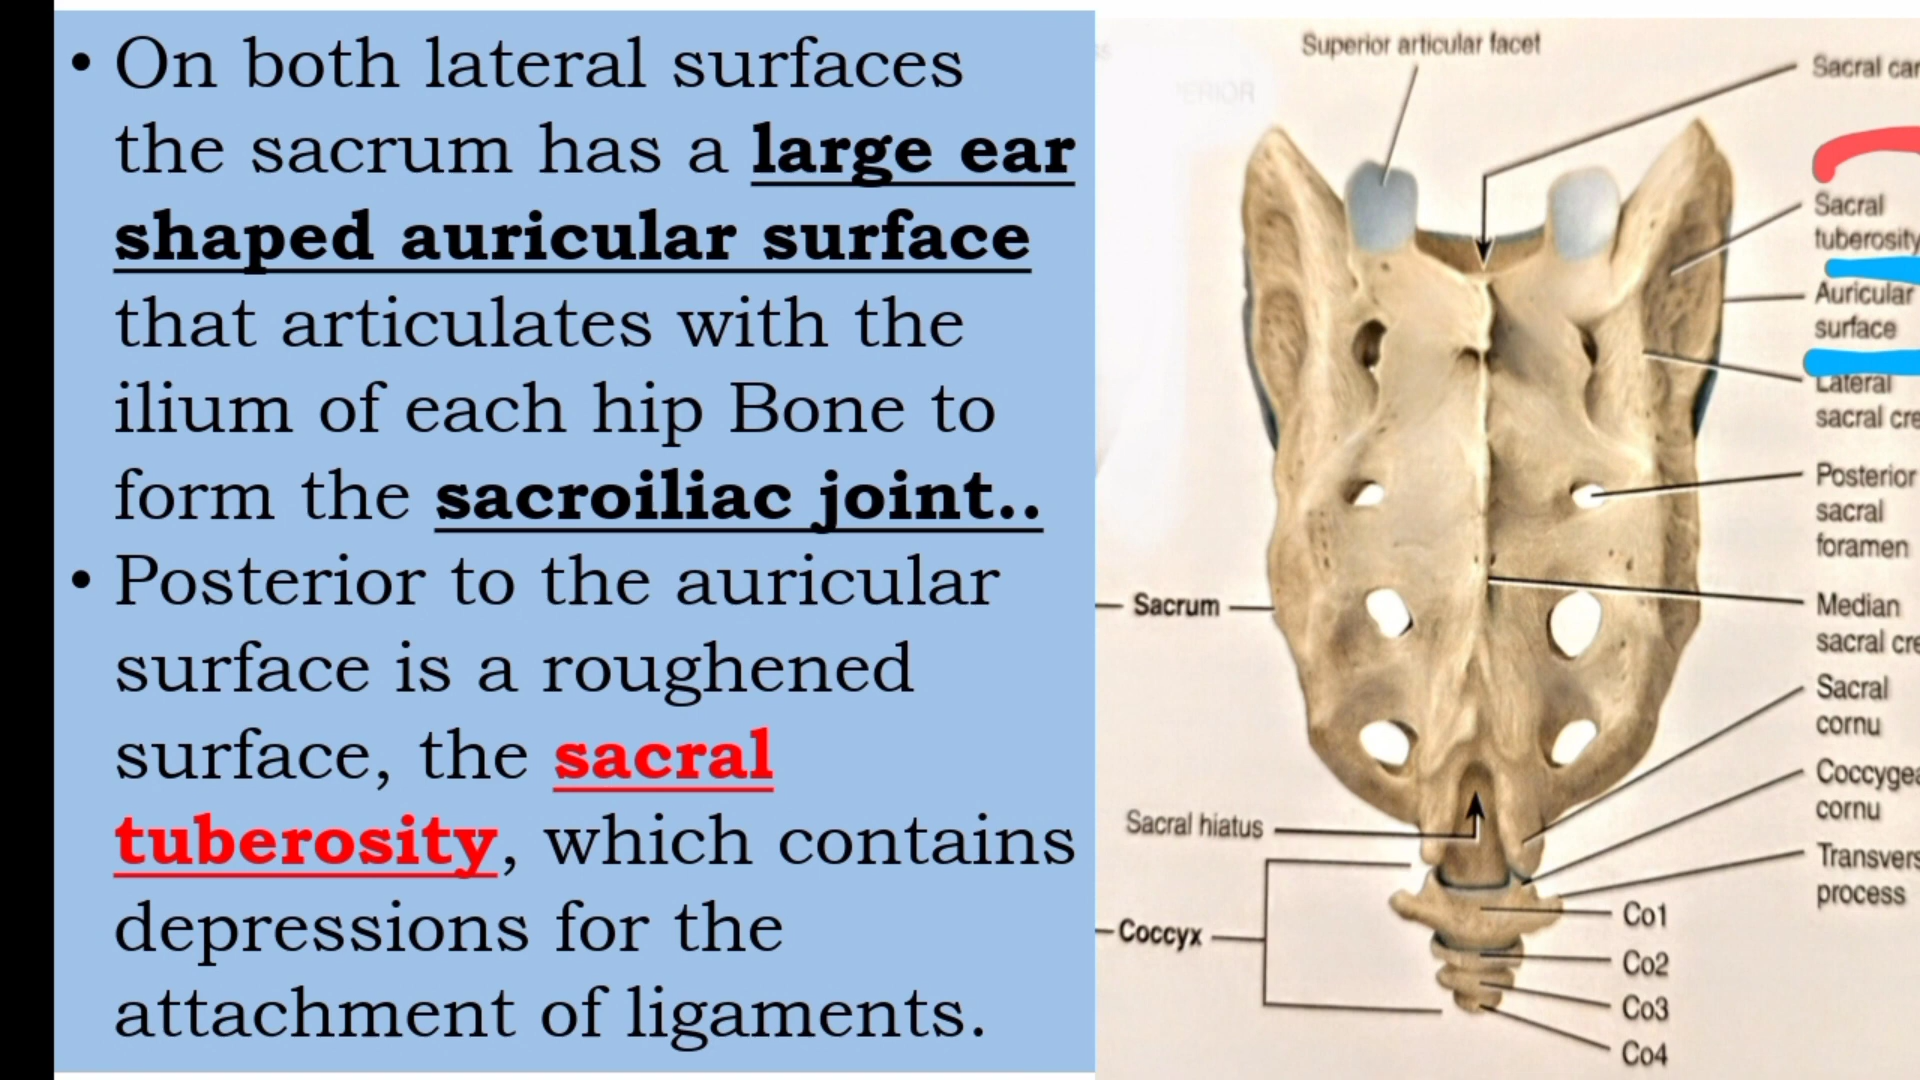 • On both lateral surfaces
the sacrum has a large ear
shaped auricular surface
that articulates with the
ilium of each hip Bone to
form the sacroiliac joint..
• Posterior to the auricular
surface is a roughened
surface, the sacral
tuberosity, which contains
depressions for the
attachment of ligaments.
Superior articular facet
Sacral
Sacral
tuberosity
Auricular
surface
Lateral
sacral
Posterior
sacral
foramen
Sacrum
Median
sacral
Sacral
cornu
Sacral hiatus
cornu
process
Coccyx
Co1
Co2
Co3
Co4